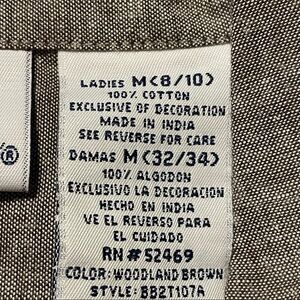 LADIES M(8/10)
100% COTTON
EXCLUSIVE OF DECORATION
MADE IN INDIA
SEE REVERSE FOR CARE
DAMAS M(32/34)
100% ALGODON
EXCLUSIVO LA DECORACION
HECHO EN INDIA
VE EL REVERSO PARA
EL CUIDADO
RN#52469
COLOR: WOODLAND BROWN
STYLE: BB2T107A
®